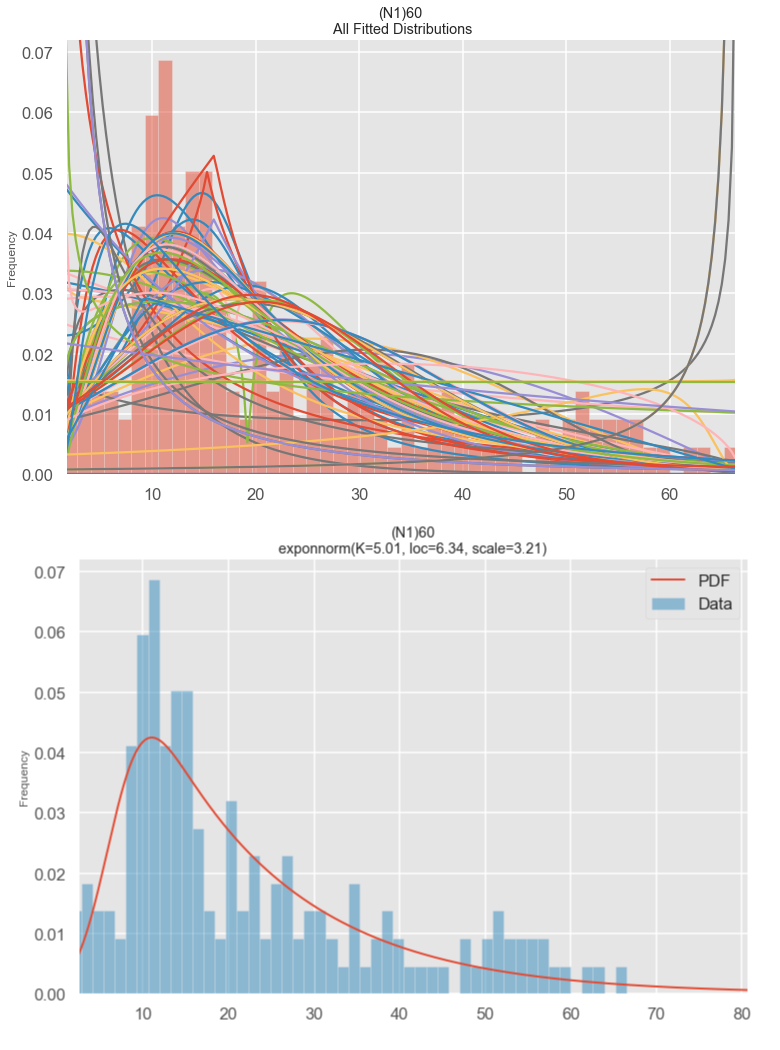 (N1)60
All Fitted Distributions
0.07
0.06
0.05
0.04
0.03
0.02
0.01
0.00
Frequency
10 20 30 40 50 60
(N1)60
exponnorm(K=5.01, loc=6.34, scale=3.21)
0.07
0.06
0.05
0.04
0.03
0.02
0.01
0.00
Frequency
PDF
Data
10 20 30 40 50 60 70 80